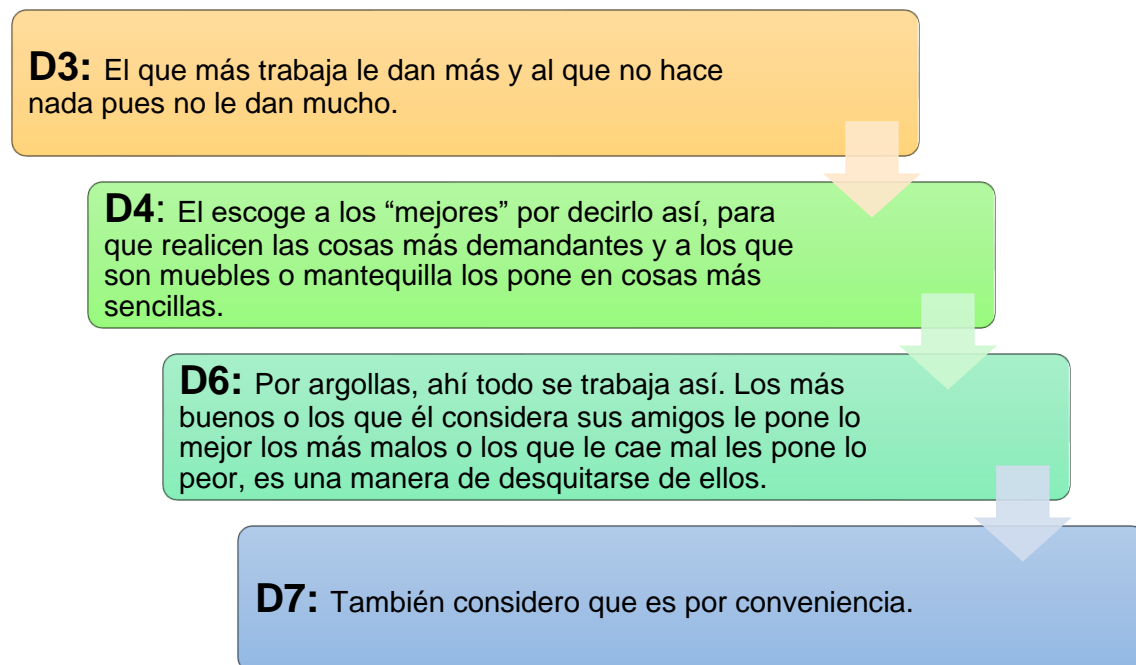 D3: El que más trabaja le dan más y al que no hace
nada pues no le dan mucho.
D4: El escoge a los “mejores” por decirlo así, para
que realicen las cosas más demandantes y a los que
son muebles o mantequilla los pone en cosas más
sencillas.
D6: Por argollas, ahí todo se trabaja así. Los más
buenos o los que él considera sus amigos le pone lo
mejor los más malos o los que le cae mal les pone lo
peor, es una manera de desquitarse de ellos.
D7: También considero que es por conveniencia.